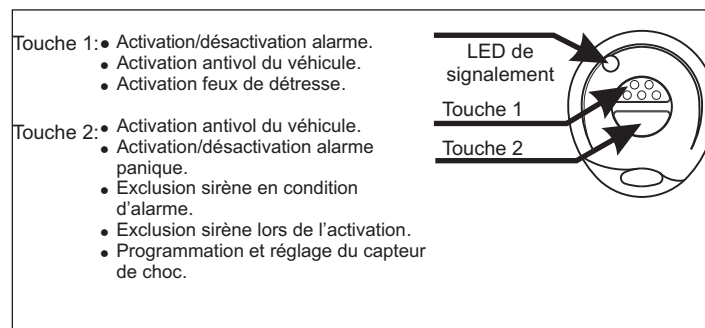 Touche 1:● Activation/désactivation alarme.
● Activation antivol du véhicule.
● Activation feux de détresse.
Touche 2:● Activation antivol du véhicule.
● Activation/désactivation alarme
panique.
● Exclusion sirène en condition
d'alarme.
● Exclusion sirène lors de l'activation.
● Programmation et réglage du capteur
de choc.
LED de
signalement
Touche 1
Touche 2